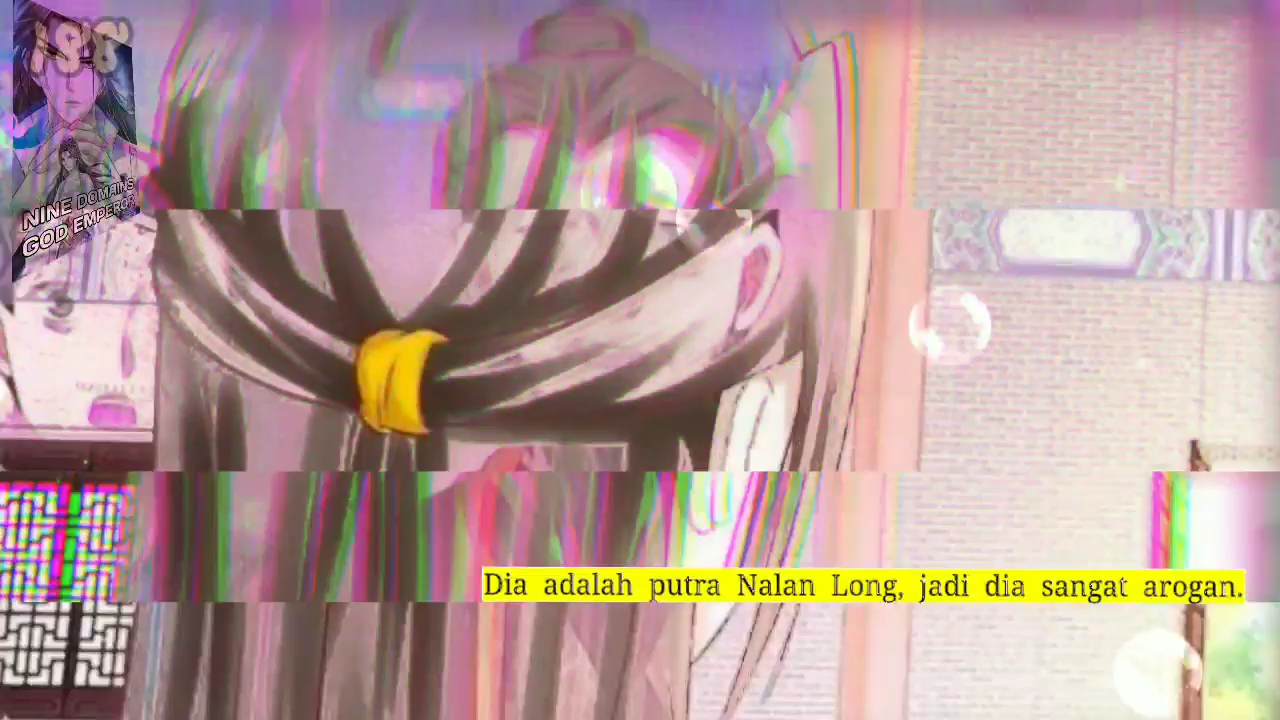 NINE DOMAINS
GOD EMPEROR
Dia adalah putra Nalan Long, jadi dia sangat arogan.